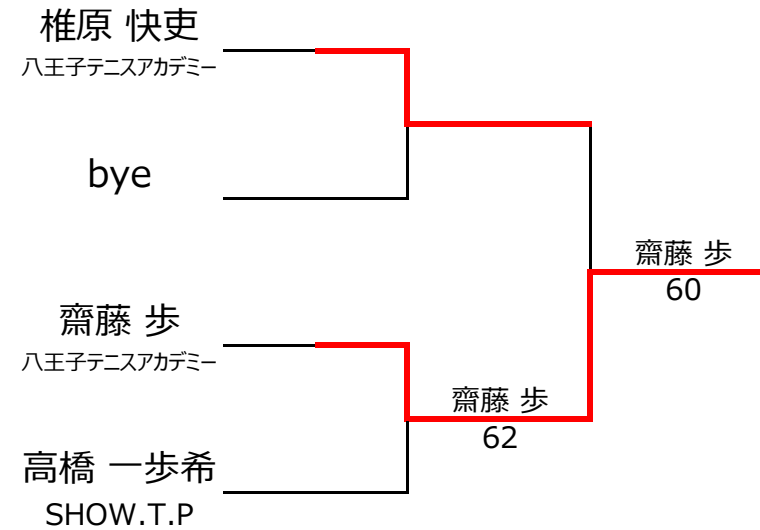 椎原 快吏
八王子テニスアカデミー
bye
齋藤 歩
60
齋藤 歩
八王子テニスアカデミー
齋藤 歩
62
高橋 一歩希
SHOW.T.P